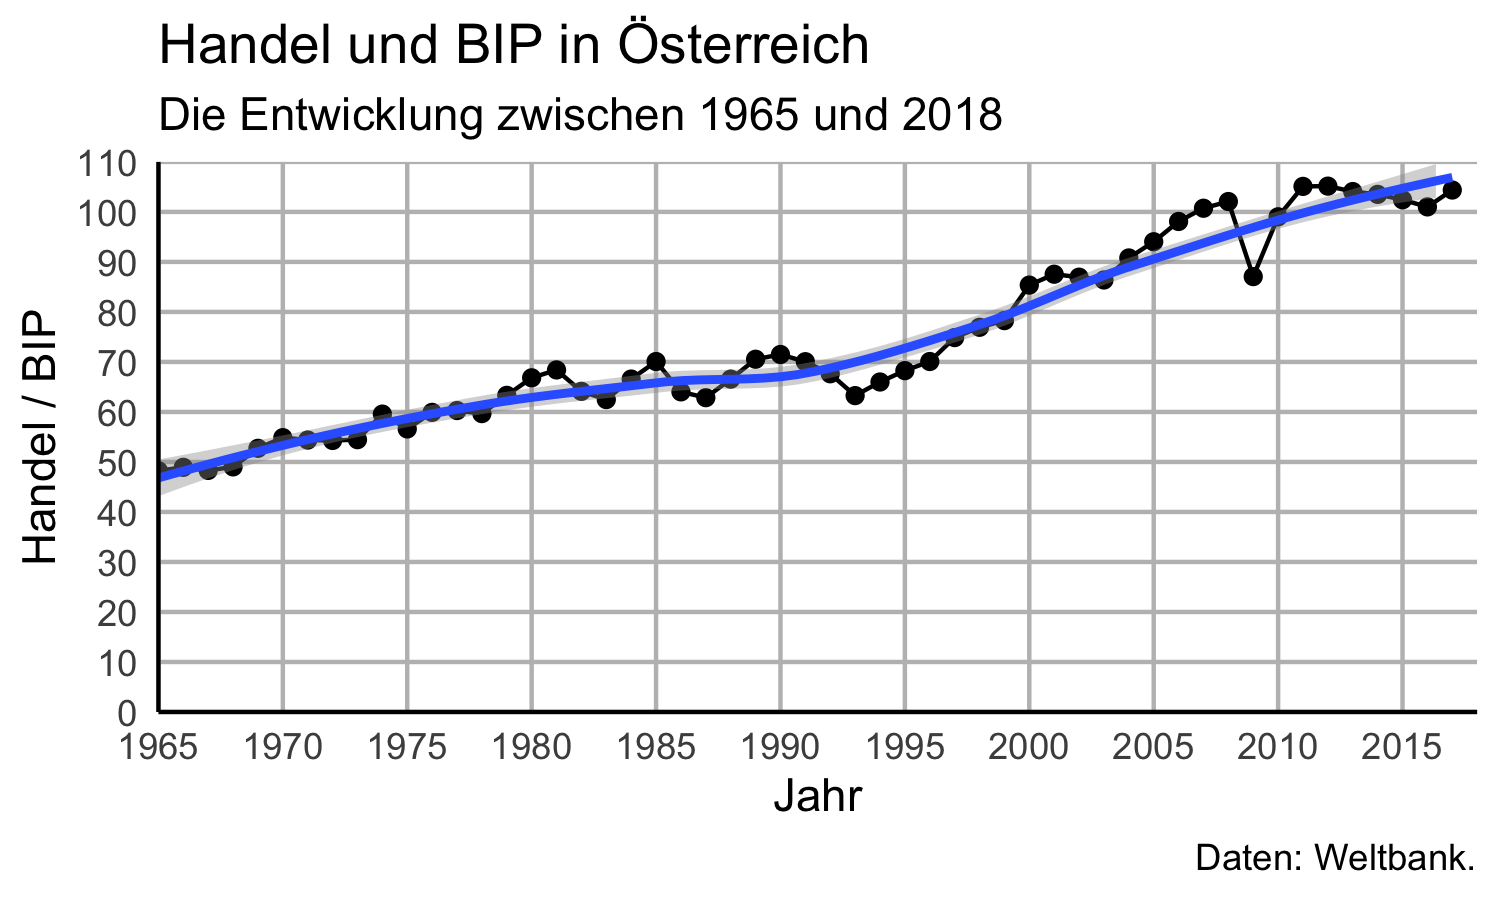 Handel und BIP in Österreich
Die Entwicklung zwischen 1965 und 2018
110
100
90
80
70
60
50
40
30
20
10
0
Handel / BIP
1965 1970 1975 1980 1985 1990 1995 2000 2005 2010 2015
Jahr
Daten: Weltbank.